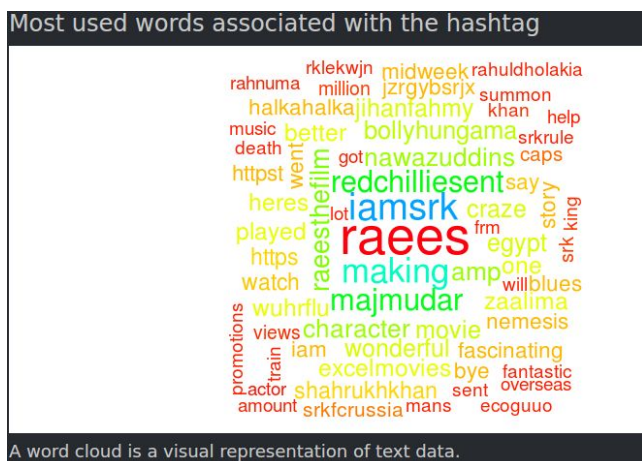 Most used words associated with the hashtag
rklekwjn midweek rahuldholakia
rahnuma million jzrgybsrjx summon
halkahalka jihanfahmy khan help
music better bollyhungama srkrule
death went got nawazuddins caps
httpst raeesthefilm redchilliesent say story
heres lot iamsrk craze srk king
played raees frm egypt
https making amp one
watch will blues
wuhrflu majmudar zaalima
promotions views character movie nemesis
train iam wonderful fascinating
excelmovies bye fantastic
actor shahrukhkhan sent overseas
amount srkfcrussia mans ecoguuo
A word cloud is a visual representation of text data.